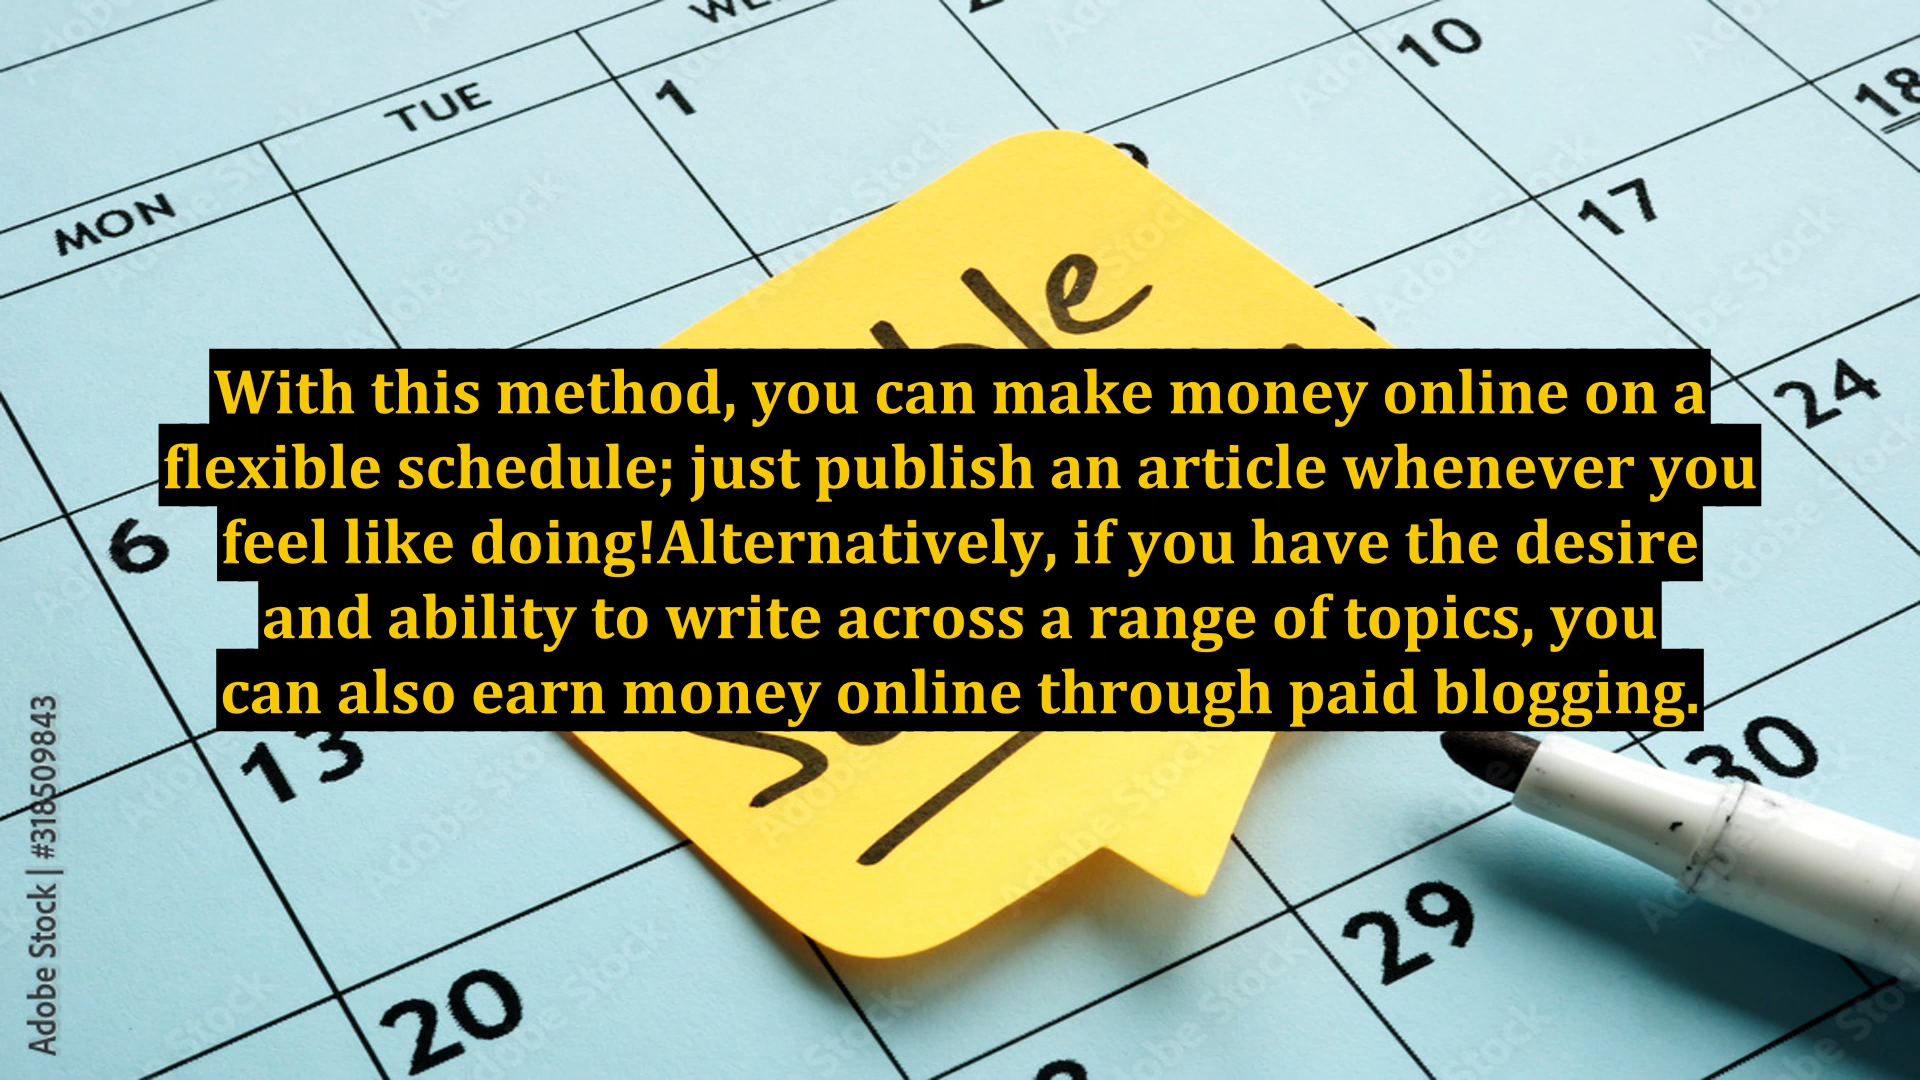 WE
TUE
MON
1
10
18
17
24
6
With this method, you can make money online on a
flexible schedule; just publish an article whenever you
feel like doing!Alternatively, if you have the desire
and ability to write across a range of topics, you
can also earn money online through paid blogging.
13
30
29
20
Adobe Stock | #318509843
Adobe Stock